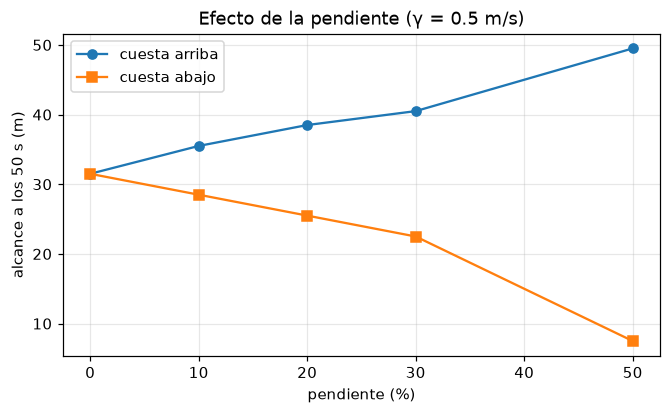 Efecto de la pendiente (γ = 0.5 m/s)
cuesta arriba
cuesta abajo
alcance a los 50 s (m)
50
40
30
20
10
0
10
20
30
40
50
pendiente (%)